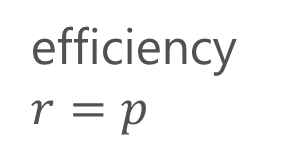 efficiency
r = p